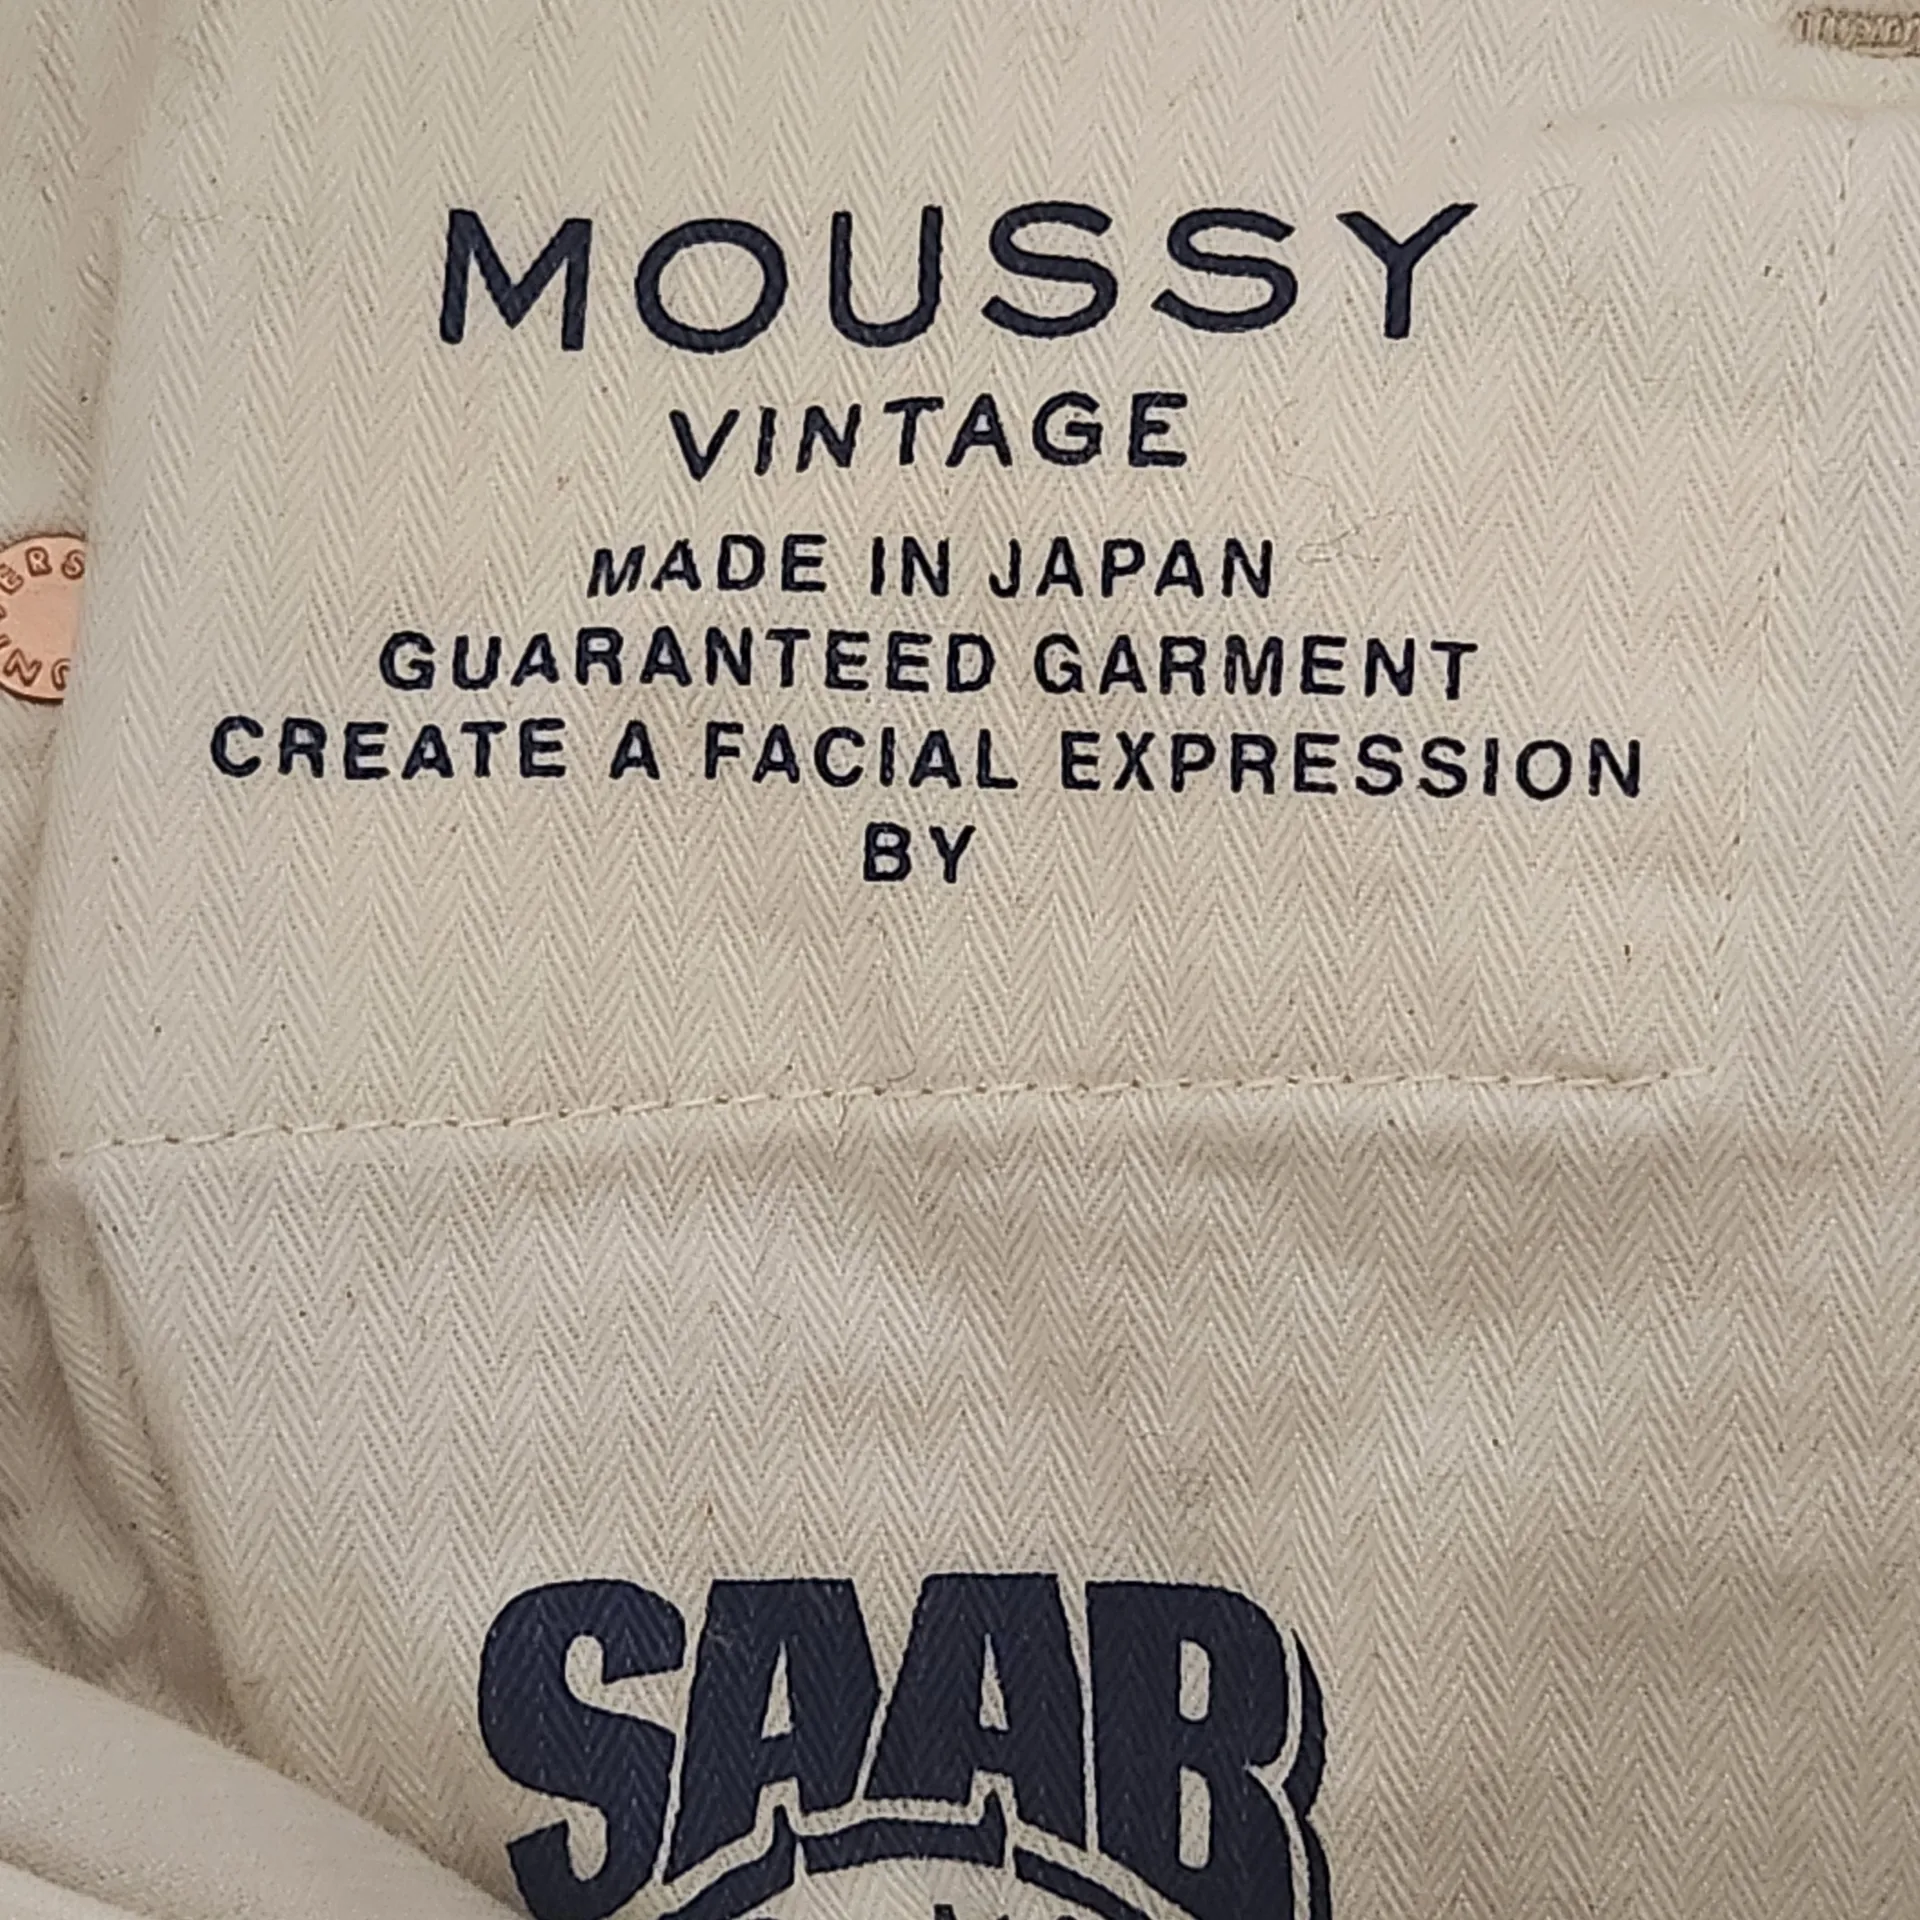 MOUSSY
VINTAGE
MADE IN JAPAN
GUARANTEED GARMENT
CREATE A FACIAL EXPRESSION
BY
SAAB